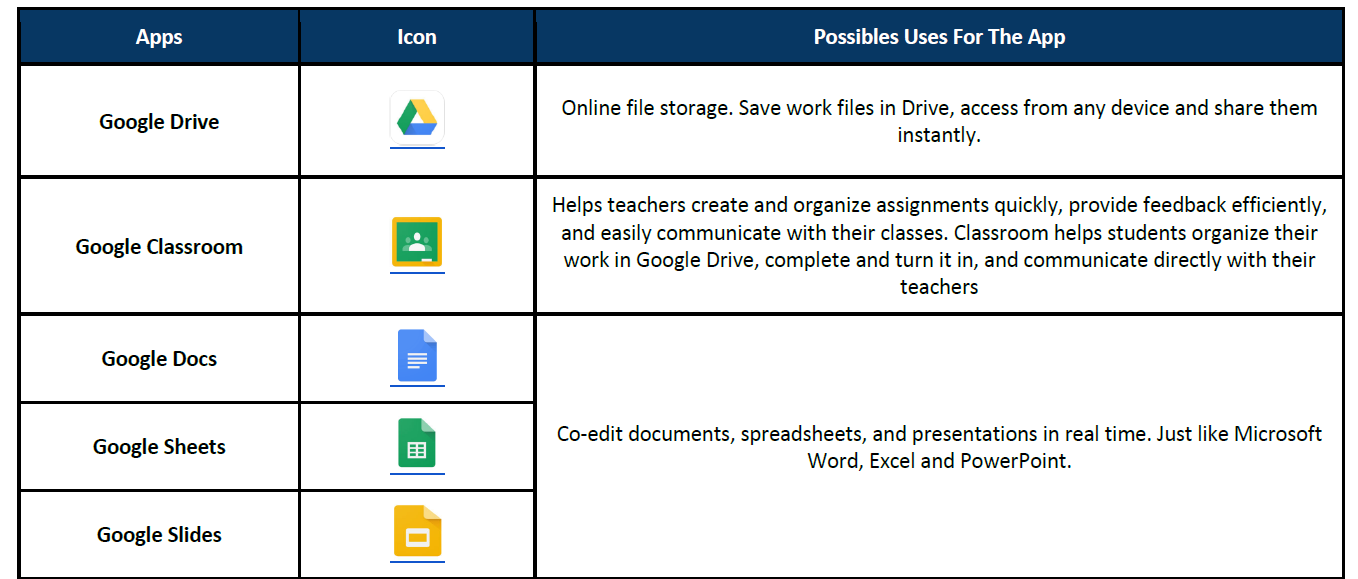 Apps Icon Possibles Uses For The App
Google Drive
Online file storage. Save work files in Drive, access from any device and share them
instantly.
Google Classroom
Helps teachers create and organize assignments quickly, provide feedback efficiently,
and easily communicate with their classes. Classroom helps students organize their
work in Google Drive, complete and turn it in, and communicate directly with their
teachers
Google Docs
Google Sheets
Google Slides
Co-edit documents, spreadsheets, and presentations in real time. Just like Microsoft
Word, Excel and PowerPoint.